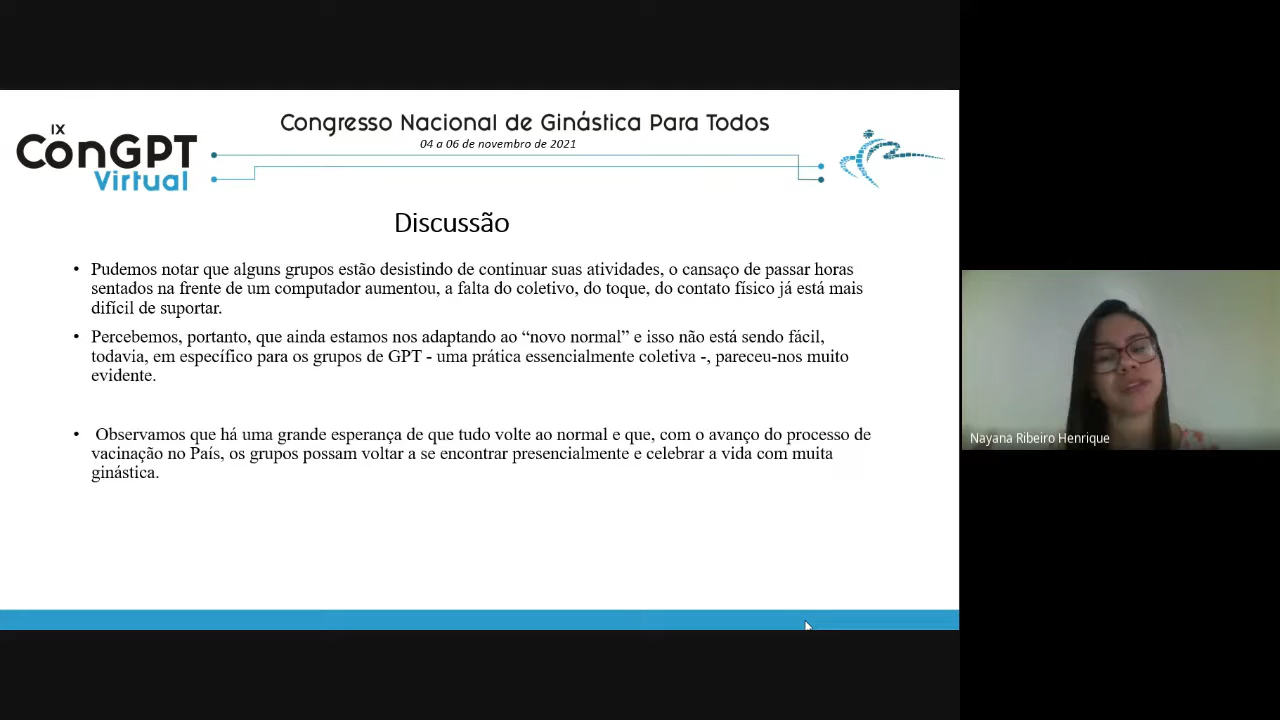 IX
ConGPT
Virtual
Congresso Nacional de Ginástica Para Todos
04 a 06 de novembro de 2021
Discussão
• Pudemos notar que alguns grupos estão desistindo de continuar suas atividades, o cansaço de passar horas
sentados na frente de um computador aumentou, a falta do coletivo, do toque, do contato físico já está mais
difícil de suportar.
• Percebemos, portanto, que ainda estamos nos adaptando ao “novo normal” e isso não está sendo fácil,
todavia, em específico para os grupos de GPT - uma prática essencialmente coletiva -, pareceu-nos muito
evidente.
• Observamos que há uma grande esperança de que tudo volte ao normal e que, com o avanço do processo de
vacinação no País, os grupos possam voltar a se encontrar presencialmente e celebrar a vida com muita
ginástica.
Nayana Ribeiro Henrique